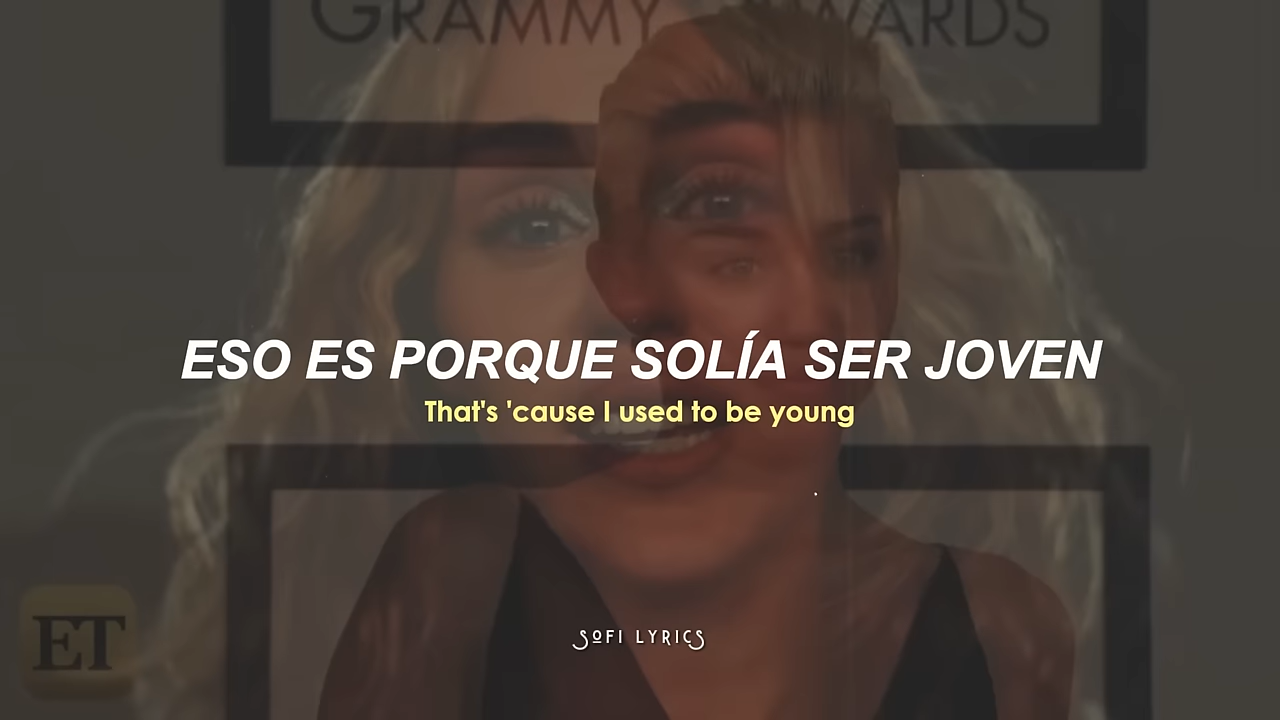 GRAMMY AWARDS
ESO ES PORQUE SOLÍA SER JOVEN
That's 'cause I used to be young
SOFI LYRICS
ET